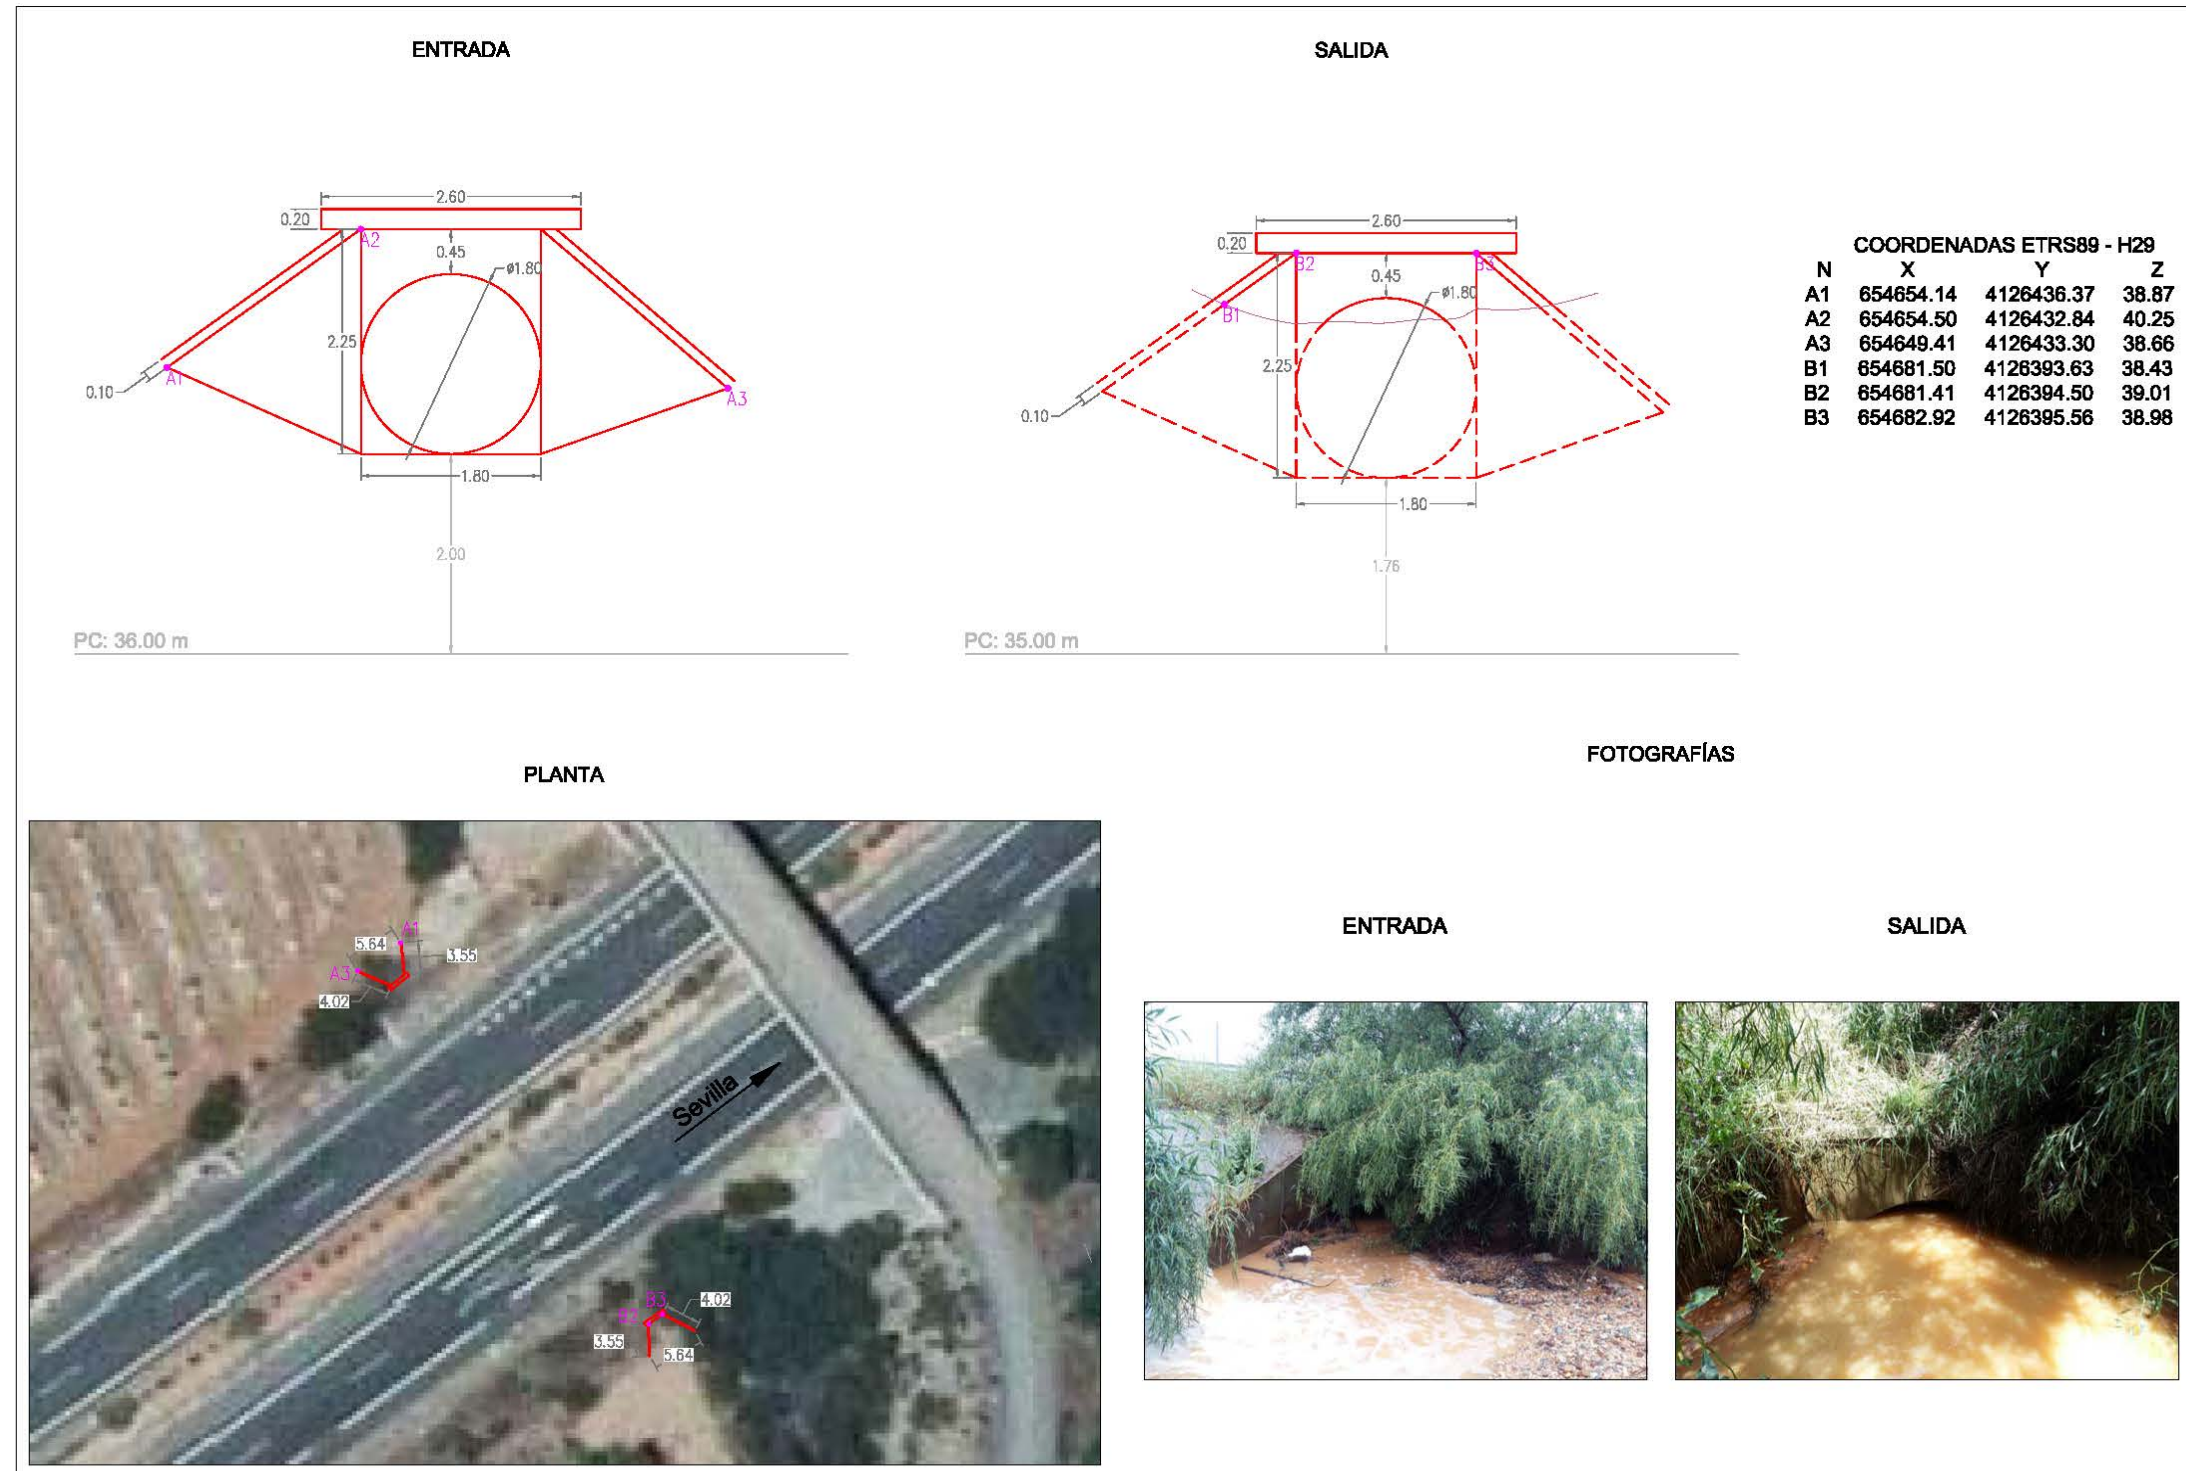 ENTRADA
SALIDA
2.60
0.20
A2
0.45
ø1.80
2.25
A1
0.10
A3
1.80
2.00
PC: 36.00 m
2.60
0.20
B2
B3
0.45
ø1.80
B1
2.25
0.10
1.80
1.76
PC: 35.00 m
COORDENADAS ETRS89 - H29
N X Y Z
A1 654654.14 4126436.37 38.87
A2 654654.50 4126432.84 40.25
A3 654649.41 4126433.30 38.66
B1 654681.50 4126393.63 38.43
B2 654681.41 4126394.50 39.01
B3 654682.92 4126395.56 38.98
PLANTA
FOTOGRAFÍAS
A1
5.64
3.55
A3
4.02
Sevilla
B3
4.02
B2
3.55
5.64
ENTRADA
SALIDA